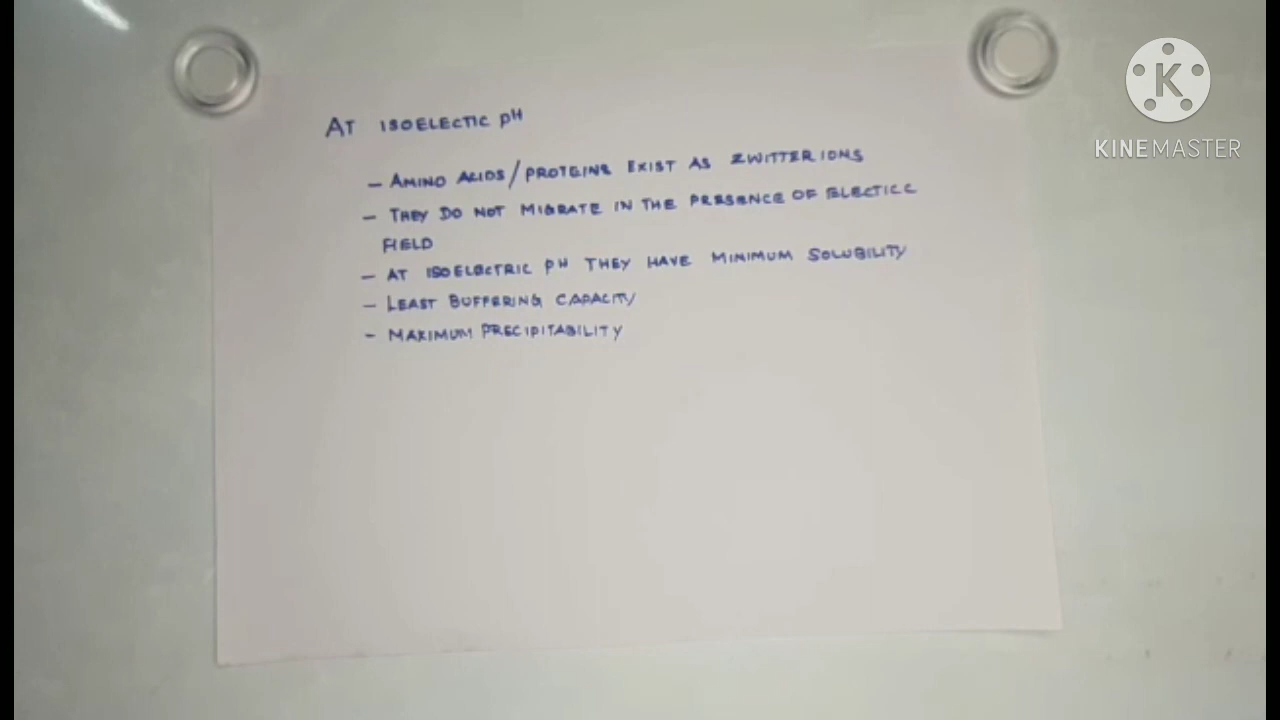 AT ISOELECTIC pH
- AMINO ACIDS/PROTEINS EXIST AS ZWITTER IONS
- THEY DO NOT MIGRATE IN THE PRESENCE OF ELECTICC
FIELD
- AT ISOELECTRIC PH THEY HAVE MINIMUM SOLUBILITY
- LEAST BUFFERING CAPACITY
- MAXIMUM PRECIPITABILITY
K
KINEMASTER